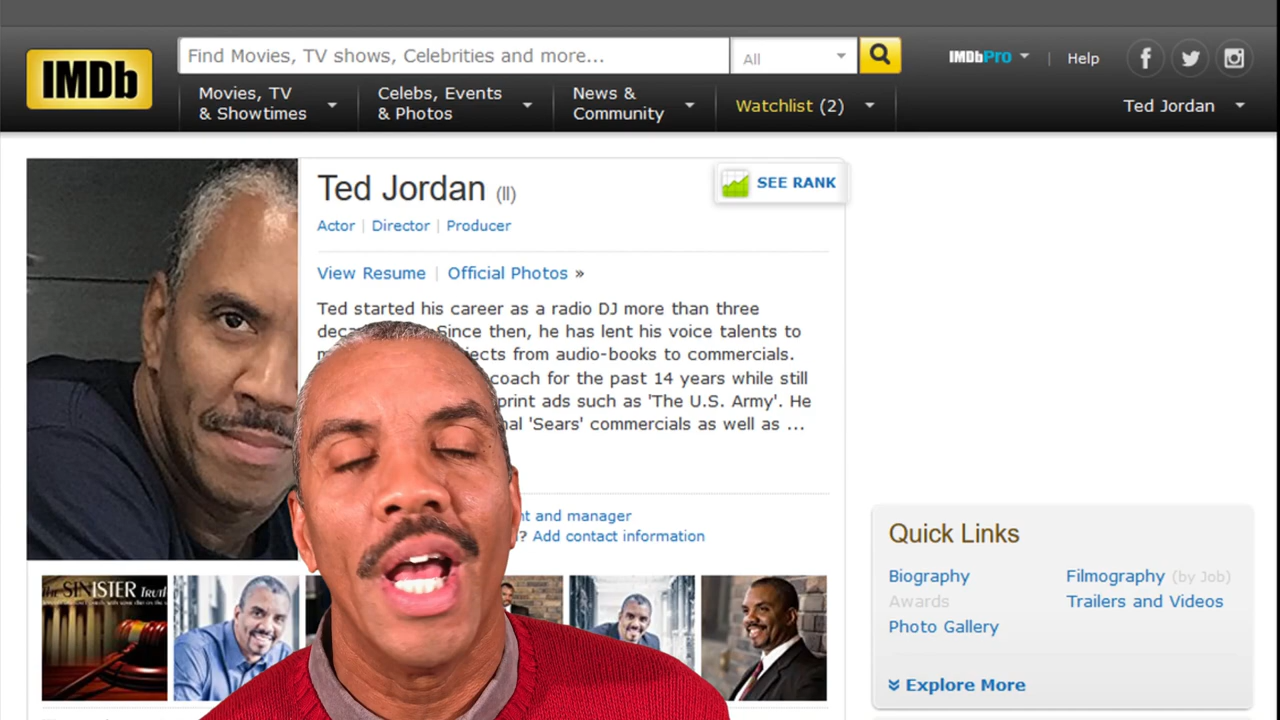 IMDb
Find Movies, TV shows, Celebrities and more...
All
IMDbPro
Help
Movies, TV
& Showtimes
Celebs, Events
& Photos
News &
Community
Watchlist (2)
Ted Jordan
Ted Jordan (II)
SEE RANK
Actor | Director | Producer
View Resume | Official Photos »
Ted started his career as a radio DJ more than three
Since then, he has lent his voice talents to
from audio-books to commercials.
coach for the past 14 years while still
print ads such as 'The U.S. Army'. He
'Sears' commercials as well as ...
and manager
? Add contact information
The SINISTER Truth
Quick Links
Biography
Filmography (by Job)
Awards
Trailers and Videos
Photo Gallery
Explore More